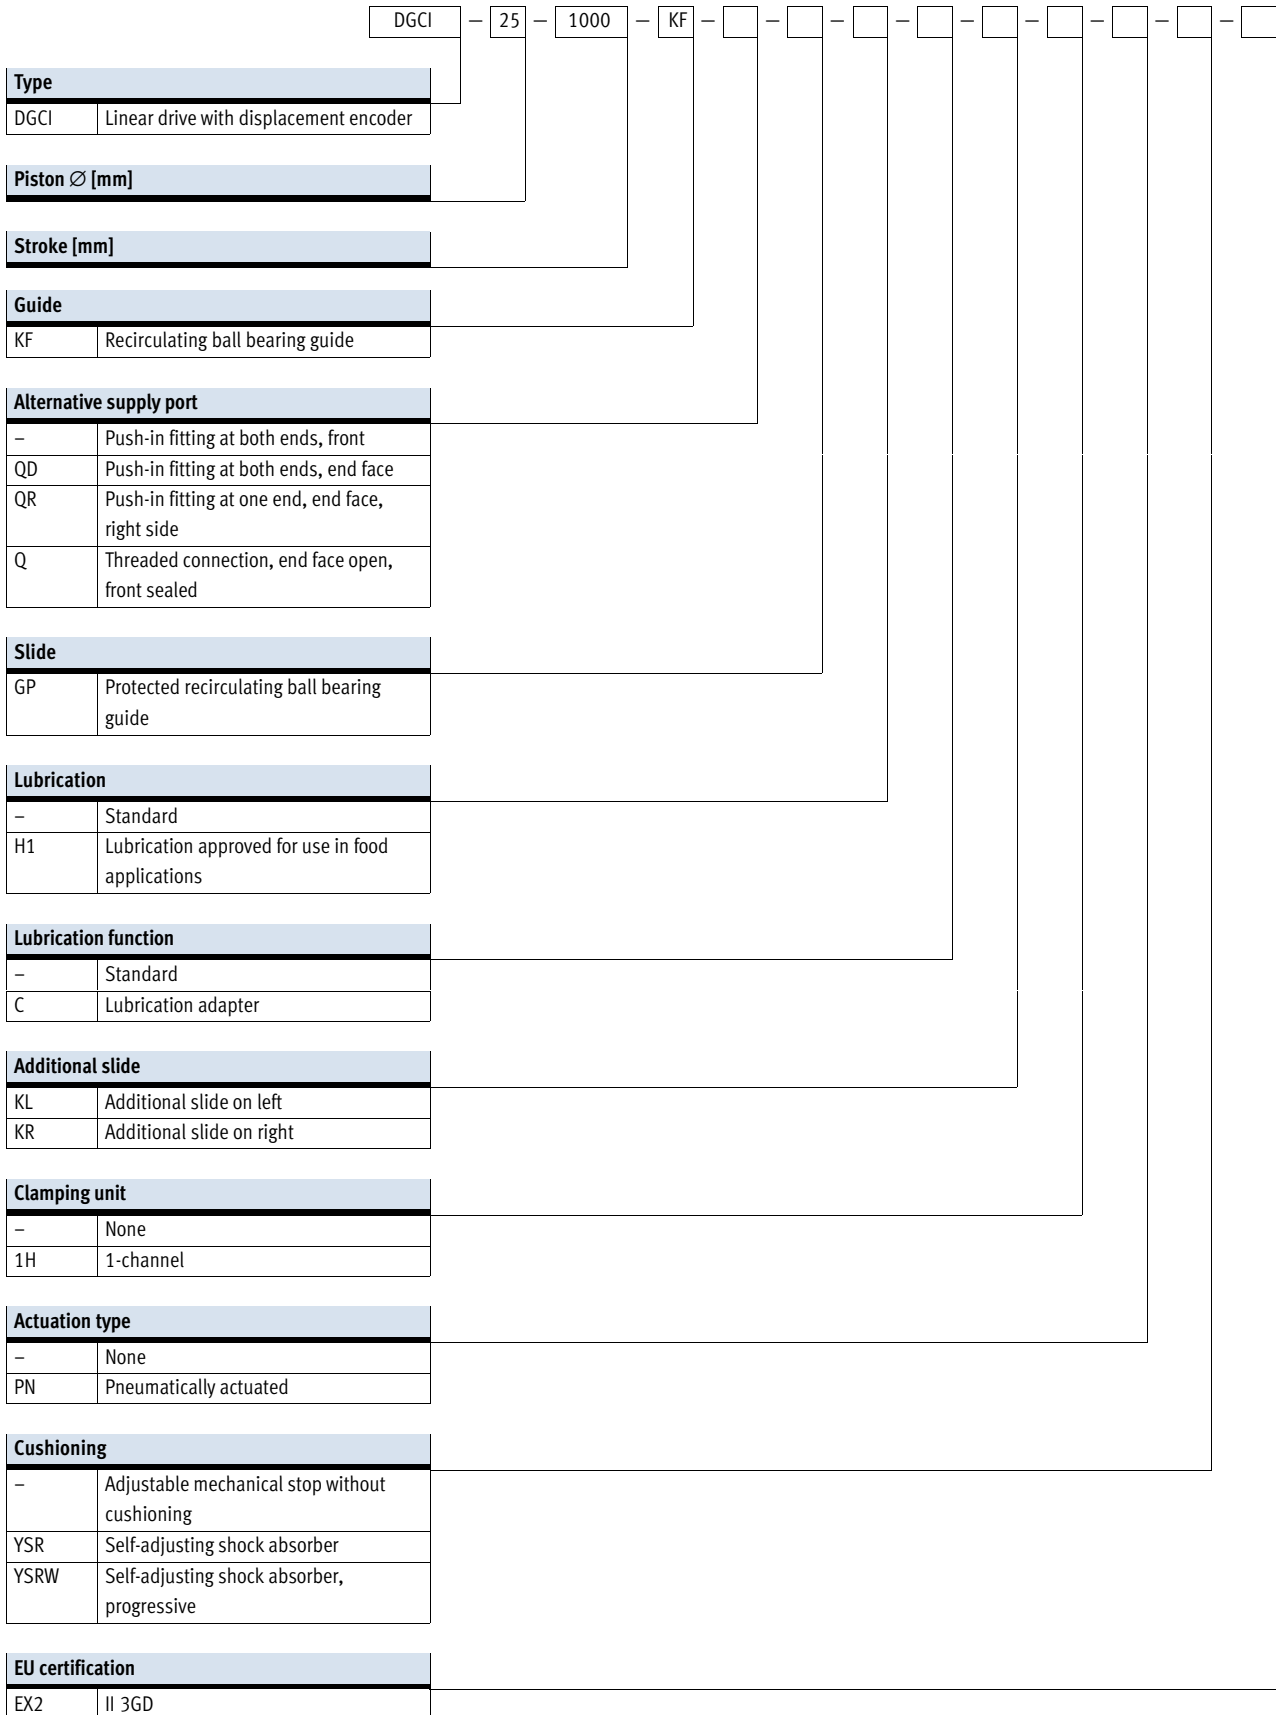 DGCI – 25 – 1000 – KF – – – – – – – – –
Type
DGCI Linear drive with displacement encoder
Piston ∅ [mm]
Stroke [mm]
Guide
KF Recirculating ball bearing guide
Alternative supply port
– Push-in fitting at both ends, front
QD Push-in fitting at both ends, end face
QR Push-in fitting at one end, end face,
right side
Q Threaded connection, end face open,
front sealed
Slide
GP Protected recirculating ball bearing
guide
Lubrication
– Standard
H1 Lubrication approved for use in food
applications
Lubrication function
– Standard
C Lubrication adapter
Additional slide
KL Additional slide on left
KR Additional slide on right
Clamping unit
– None
1H 1-channel
Actuation type
– None
PN Pneumatically actuated
Cushioning
– Adjustable mechanical stop without
cushioning
YSR Self-adjusting shock absorber
YSRW Self-adjusting shock absorber,
progressive
EU certification
EX2 II 3GD